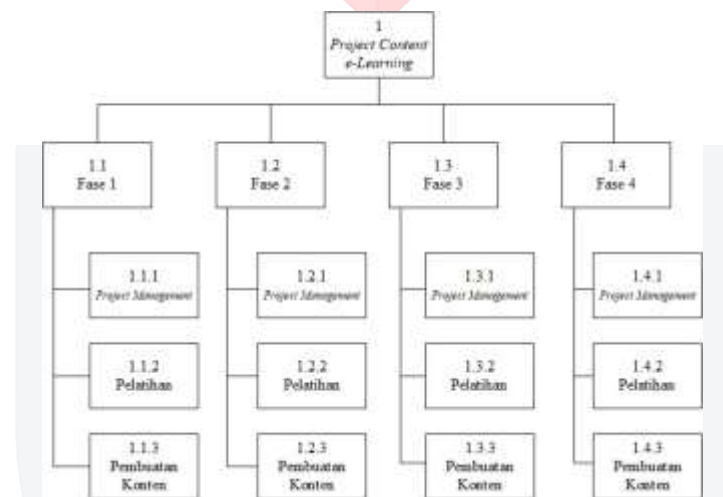 1
Project Content
e-Learning
1.1
Fase 1
1.2
Fase 2
1.3
Fase 3
1.4
Fase 4
1.1.1
Project Management
1.2.1
Project Management
1.3.1
Project Management
1.4.1
Project Management
1.1.2
Pelatihan
1.2.2
Pelatihan
1.3.2
Pelatihan
1.4.2
Pelatihan
1.1.3
Pembuatan
Konten
1.2.3
Pembuatan
Konten
1.3.3
Pembuatan
Konten
1.4.3
Pembuatan
Konten